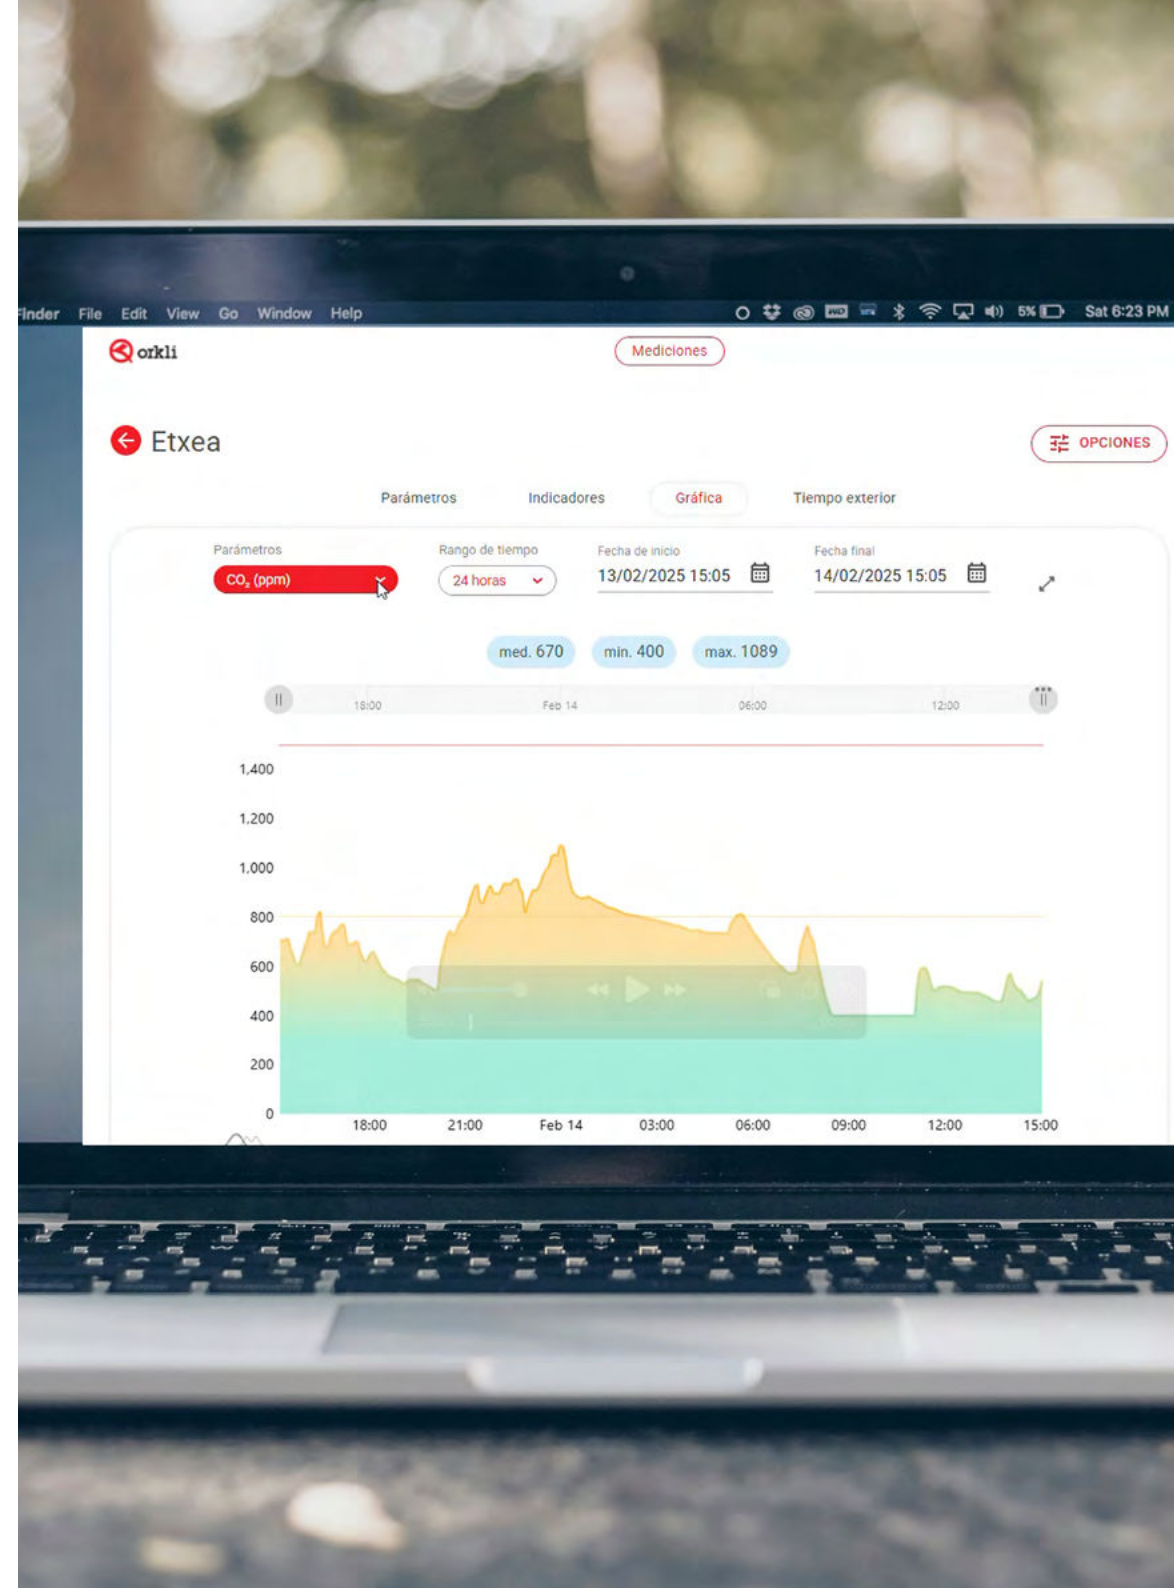 Finder File Edit View Go Window Help 5% Sat 6:23 PM
orkli Mediciones
Etxea OPCIONES
Parámetros Indicadores Gráfica Tiempo exterior
Parámetros Rango de tiempo Fecha de inicio Fecha final
CO₂ (ppm) 24 horas 13/02/2025 15:05 14/02/2025 15:05
med. 670 min. 400 max. 1089
18:00 Feb 14 06:00 12:00
1,400
1,200
1,000
800
600
400
200
0
18:00 21:00 Feb 14 03:00 06:00 09:00 12:00 15:00